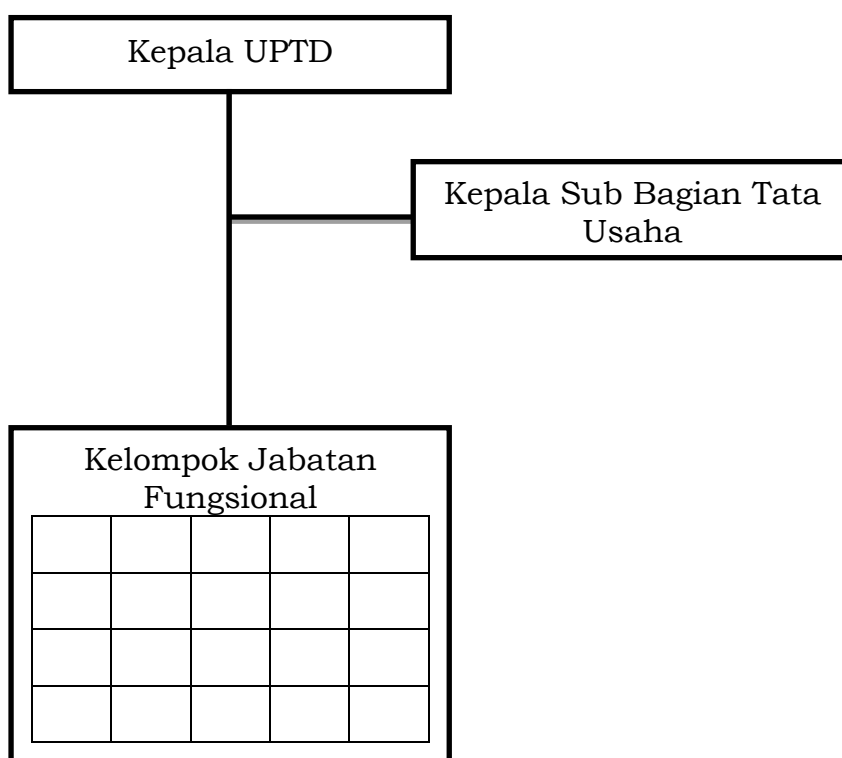 Kepala UPTD
Kepala Sub Bagian Tata
Usaha
Kelompok Jabatan
Fungsional